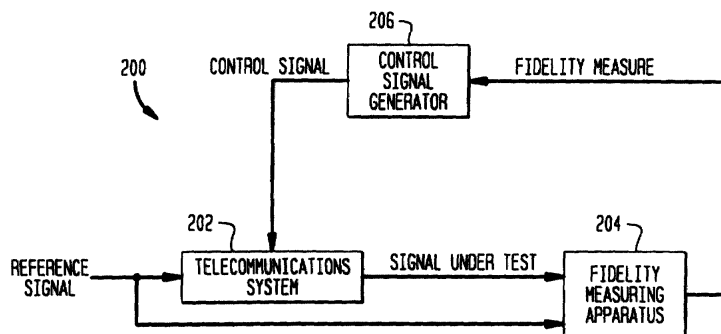 206
200
CONTROL SIGNAL
CONTROL
SIGNAL
GENERATOR
FIDELITY MEASURE
202
204
REFERENCE
SIGNAL
TELECOMMUNICATIONS
SYSTEM
SIGNAL UNDER TEST
FIDELITY
MEASURING
APPARATUS